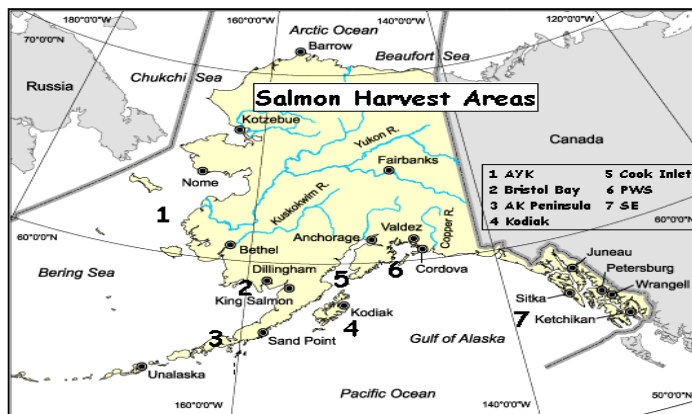 180°0'0"
160°0'0"N
Arctic Ocean
140°0'0"N
120°0'0"N
70°0'0"N
Barrow
Beaufort Sea
70°0'0"N
Russia
Chukchi Sea
Salmon Harvest Areas
Kotzebue
Yukon R.
Canada
Fairbanks
Nome
1 AYK 5 Cook Inlet
2 Bristol Bay 6 PWS
3 AK Peninsula 7 SE
4 Kodiak
1
Kuskokwim R.
Copper R.
60°0'0"N
60°0'0"
Bethel
Anchorage
Valdez
Cordova
Juneau
Bering Sea
Dillingham
5
6
Petersburg
2
King Salmon
Wrangell
Sitka
Kodiak
7
Ketchikan
3
Sand Point
4
Gulf of Alaska
Unalaska
Pacific Ocean
160°0'0"N
140°0'0"N